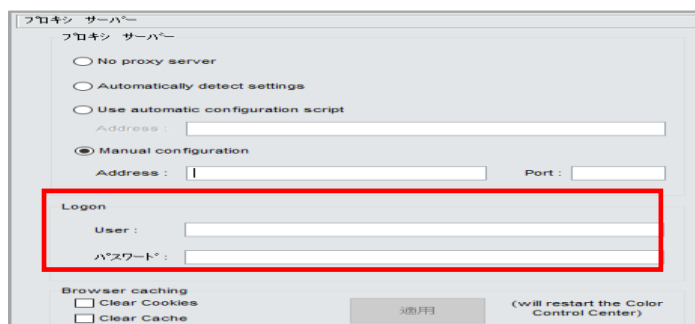 プロキシ サーバー
プロキシ サーバー
No proxy server
Automatically detect settings
Use automatic configuration script
Address :
Manual configuration
Address : Port :
Logon
User :
パスワード :
Browser caching
Clear Cookies
Clear Cache
適用
(will restart the Color
Control Center)